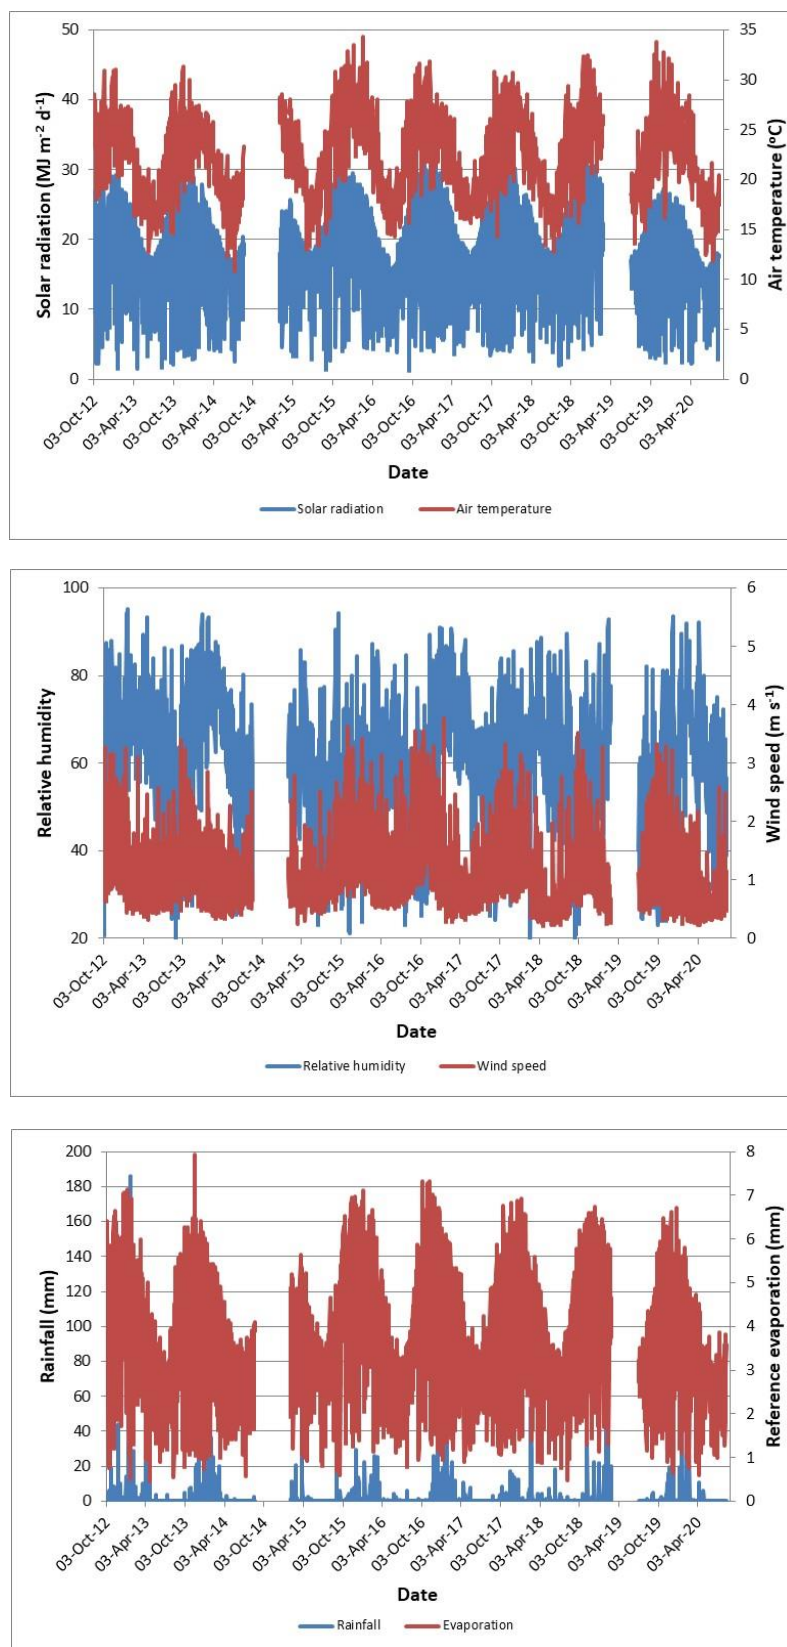 50
40
30
20
10
0
Solar radiation (MJ m⁻² d⁻¹)
35
30
25
20
15
10
5
0
Air temperature (ºC)
03-Oct-12
03-Apr-13
03-Oct-13
03-Apr-14
03-Oct-14
03-Apr-15
03-Oct-15
03-Apr-16
03-Oct-16
03-Apr-17
03-Oct-17
03-Apr-18
03-Oct-18
03-Apr-19
03-Oct-19
03-Apr-20
Date
Solar radiation
Air temperature
100
80
60
40
20
Relative humidity
6
5
4
3
2
1
0
Wind speed (m s⁻¹)
03-Oct-12
03-Apr-13
03-Oct-13
03-Apr-14
03-Oct-14
03-Apr-15
03-Oct-15
03-Apr-16
03-Oct-16
03-Apr-17
03-Oct-17
03-Apr-18
03-Oct-18
03-Apr-19
03-Oct-19
03-Apr-20
Date
Relative humidity
Wind speed
200
180
160
140
120
100
80
60
40
20
0
Rainfall (mm)
8
7
6
5
4
3
2
1
0
Reference evaporation (mm)
03-Oct-12
03-Apr-13
03-Oct-13
03-Apr-14
03-Oct-14
03-Apr-15
03-Oct-15
03-Apr-16
03-Oct-16
03-Apr-17
03-Oct-17
03-Apr-18
03-Oct-18
03-Apr-19
03-Oct-19
03-Apr-20
Date
Rainfall
Evaporation